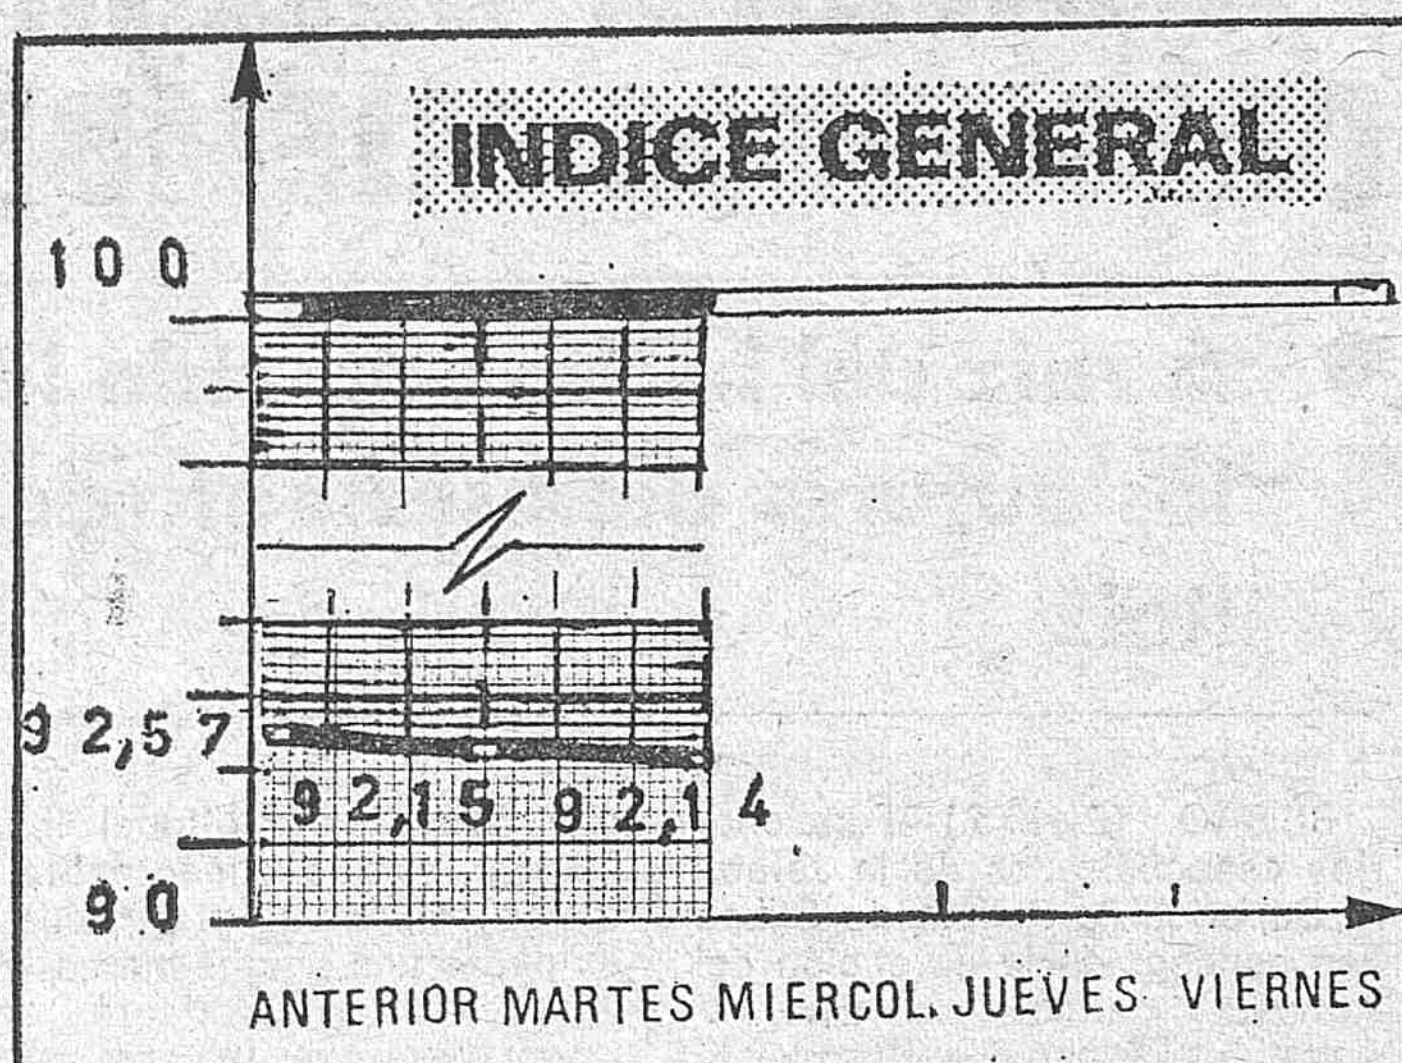 INDICE GENERAL
100
92,57
92,15 92,14
90
ANTERIOR MARTES MIERCOL. JUEVES VIERNES